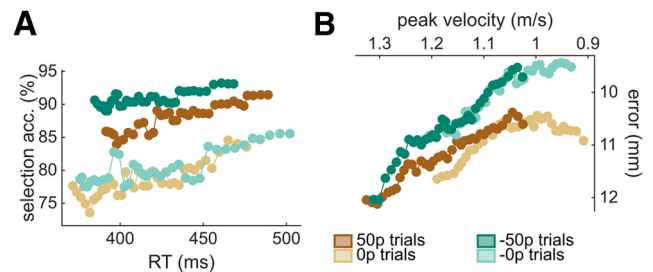 A
selection acc. (%)
95
90
85
80
75
400 450 500
RT (ms)
B
peak velocity (m/s)
1.3 1.2 1.1 1 0.9
10
11
12
error (mm)
50p trials
0p trials
-50p trials
-0p trials